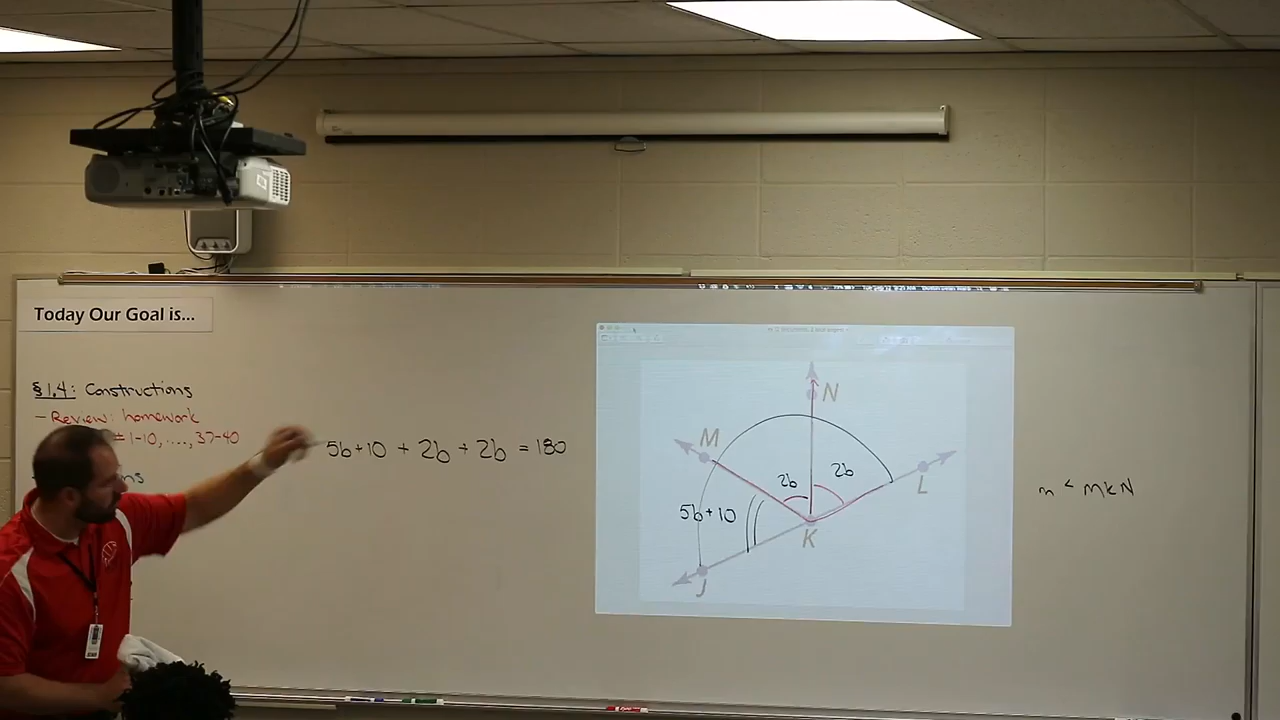 Today Our Goal is...
§ 1.4: Constructions
- Review: homework
1-10, ...., 37-40
5b+10 + 2b + 2b = 180
N
M
2b
2b
L
5b+10
K
J
m < MKN